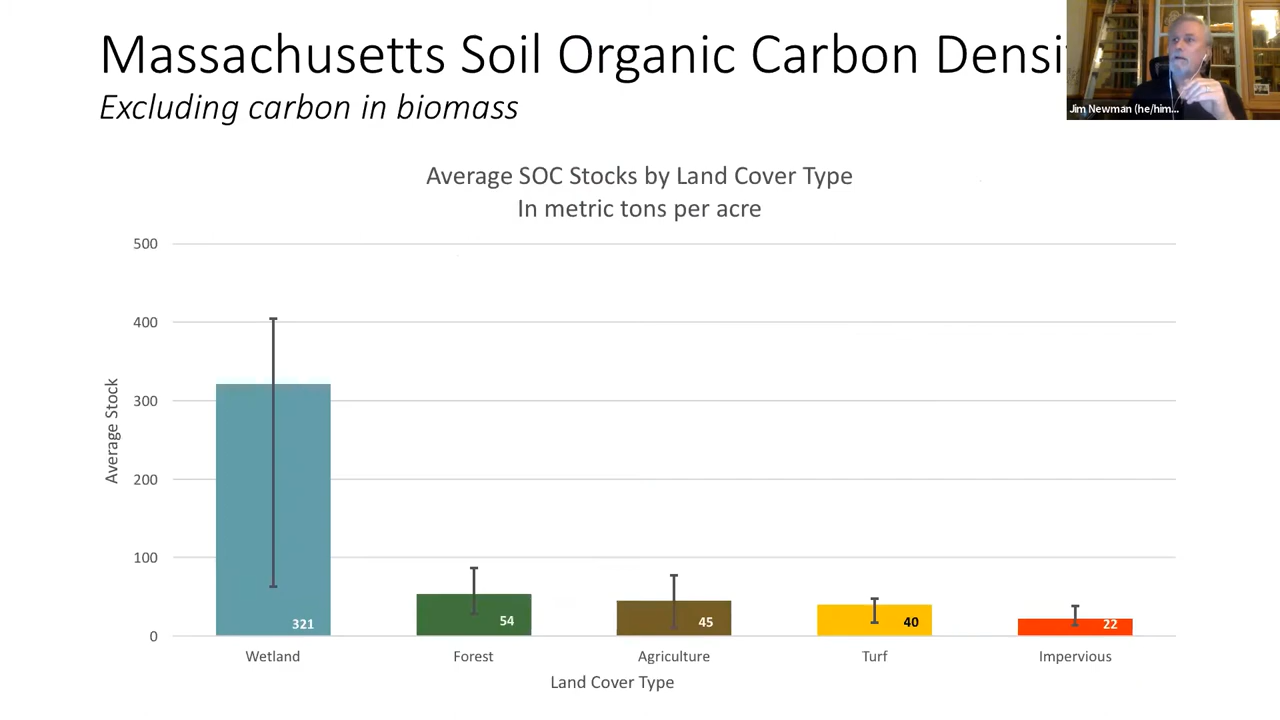 Massachusetts Soil Organic Carbon Densi
Excluding carbon in biomass
Jim Newman (he/him...
Average SOC Stocks by Land Cover Type
In metric tons per acre
500
400
300
200
100
0
Average Stock
321
54
45
40
22
Wetland
Forest
Agriculture
Turf
Impervious
Land Cover Type